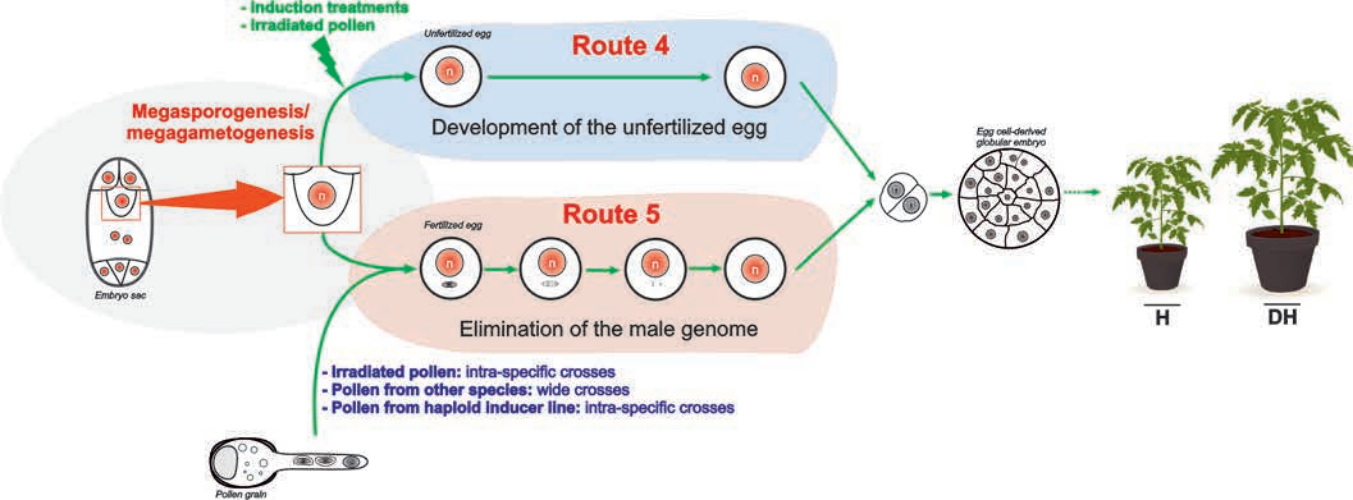 - Induction treatments
- Irradiated pollen
Unfertilized egg
Route 4
n
n
Development of the unfertilized egg
Megasporogenesis/
megagametogenesis
n
Embryo sac
Route 5
Fertilized egg
n
n
n
n
Elimination of the male genome
Egg cell-derived
globular embryo
H
DH
- Irradiated pollen: intra-specific crosses
- Pollen from other species: wide crosses
- Pollen from haploid inducer line: intra-specific crosses
Pollen grain